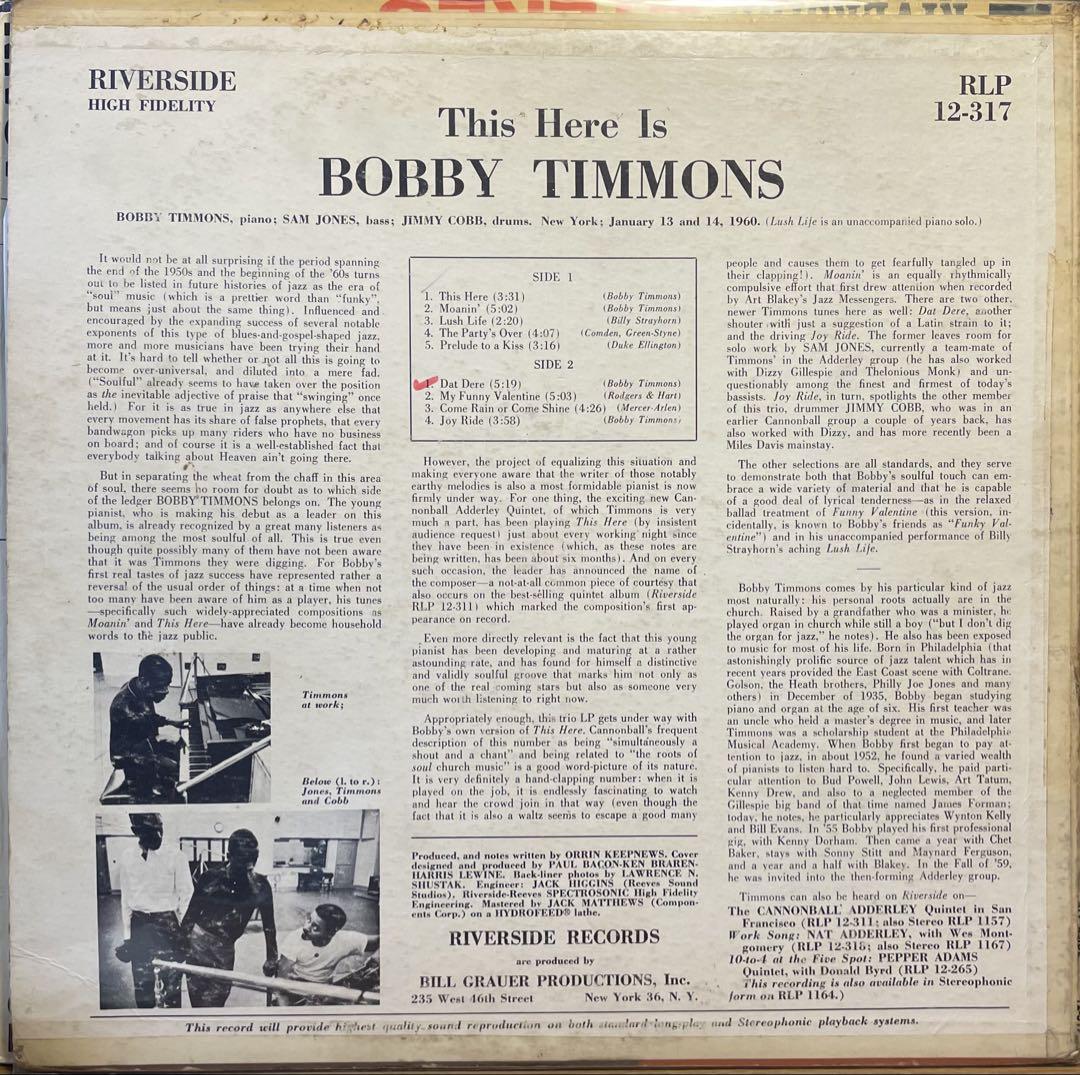 RIVERSIDE
HIGH FIDELITY
RLP
12-317
This Here Is
BOBBY TIMMONS
BOBBY TIMMONS, piano; SAM JONES, bass; JIMMY COBB, drums. New York; January 13 and 14, 1960. (Lush Life is an unaccompanied piano solo.)
It would not be at all surprising if the period spanning
the end of the 1950s and the beginning of the '60s turns
out to be listed in future histories of jazz as the era of
"soul" music (which is a prettier word than "funky",
but means just about the same thing). Influenced and
encouraged by the expanding success of several notable
exponents of this type of blues-and-gospel-shaped jazz,
more and more musicians have been trying their hand
at it. It's hard to tell whether or not all this is going to
become over-universal, and diluted into a mere fad.
("Soulful" already seems to have taken over the position
as the inevitable adjective of praise that "swinging" once
held.) For it is as true in jazz as anywhere else that
every movement has its share of false prophets, that every
bandwagon picks up many riders who have no business
on board; and of course it is a well-established fact that
everybody talking about Heaven ain't going there.
But in separating the wheat from the chaff in this area
of soul, there seems no room for doubt as to which side
of the ledger BOBBY TIMMONS belongs on. The young
pianist, who is making his debut as a leader on this
album, is already recognized by a great many listeners as
being among the most soulful of all. This is true even
though quite possibly many of them have not been aware
that it was Timmons they were digging. For Bobby's
first real tastes of jazz success have represented rather a
reversal of the usual order of things: at a time when not
too many have been aware of him as a player, his tunes
—specifically such widely-appreciated compositions as
Moanin' and This Here—have already become household
words to the jazz public.
Timmons
at work;
Below (l. to r.):
Jones, Timmons
and Cobb
SIDE 1
1. This Here (3:31) (Bobby Timmons)
2. Moanin' (5:02) (Bobby Timmons)
3. Lush Life (2:20) (Billy Strayhorn)
4. The Party's Over (4:07) (Comden, Green-Styne)
5. Prelude to a Kiss (3:16) (Duke Ellington)
SIDE 2
1. Dat Dere (5:19) (Bobby Timmons)
2. My Funny Valentine (5:03) (Rodgers & Hart)
3. Come Rain or Come Shine (4:26) (Mercer-Arlen)
4. Joy Ride (3:58) (Bobby Timmons)
However, the project of equalizing this situation and
making everyone aware that the writer of those notably
earthy melodies is also a most formidable pianist is now
firmly under way. For one thing, the exciting new Can-
nonball Adderley Quintet, of which Timmons is very
much a part, has been playing This Here (by insistent
audience request) just about every working night since
they have been in existence (which, as these notes are
being written, has been about six months). And on every
such occasion, the leader has announced the name of
the composer—a not-at-all common piece of courtesy that
also occurs on the best-selling quintet album (Riverside
RLP 12-311) which marked the composition's first ap-
pearance on record.
Even more directly relevant is the fact that this young
pianist has been developing and maturing at a rather
astounding rate, and has found for himself a distinctive
and validly soulful groove that marks him not only as
one of the real coming stars but also as someone very
much worth listening to right now.
Appropriately enough, this trio LP gets under way with
Bobby's own version of This Here. Cannonball's frequent
description of this number as being "simultaneously a
shout and a chant" and being related to "the roots of
soul church music" is a good word-picture of its nature.
It is very definitely a hand-clapping number: when it is
played on the job, it is endlessly fascinating to watch
and hear the crowd join in that way (even though the
fact that it is also a waltz seems to escape a good many
Produced, and notes written by ORRIN KEEPNEWS. Cover
designed and produced by PAUL BACON-KEN BRAREN-
HARRIS LEWINE. Back-liner photos by LAWRENCE N.
SHUSTAK. Engineer: JACK HIGGINS (Reeves Sound
Studios). Riverside-Reeves SPECTROSONIC High Fidelity
Engineering. Mastered by JACK MATTHEWS (Compon-
ents Corp.) on a HYDROFEED® lathe.
RIVERSIDE RECORDS
are produced by
BILL GRAUER PRODUCTIONS, Inc.
235 West 46th Street New York 36, N. Y.
people and causes them to get fearfully tangled up in
their clapping!). Moanin' is an equally rhythmically
compulsive effort that first drew attention when recorded
by Art Blakey's Jazz Messengers. There are two other,
newer Timmons tunes here as well: Dat Dere, another
shouter with just a suggestion of a Latin strain to it;
and the driving Joy Ride. The former leaves room for
solo work by SAM JONES, currently a team-mate of
Timmons' in the Adderley group (he has also worked
with Dizzy Gillespie and Thelonious Monk) and un-
questionably among the finest and firmest of today's
bassists. Joy Ride, in turn, spotlights the other member
of this trio, drummer JIMMY COBB, who was in an
earlier Cannonball group a couple of years back, has
also worked with Dizzy, and has more recently been a
Miles Davis mainstay.
The other selections are all standards, and they serve
to demonstrate both that Bobby's soulful touch can em-
brace a wide variety of material and that he is capable
of a good deal of lyrical tenderness—as in the relaxed
ballad treatment of Funny Valentine (this version, in-
cidentally, is known to Bobby's friends as "Funky Val-
entine") and in his unaccompanied performance of Billy
Strayhorn's aching Lush Life.
Bobby Timmons comes by his particular kind of jazz
most naturally: his personal roots actually are in the
church. Raised by a grandfather who was a minister, he
played organ in church while still a boy ("but I don't dig
the organ for jazz," he notes). He also has been exposed
to music for most of his life. Born in Philadelphia (that
astonishingly prolific source of jazz talent which has in
recent years provided the East Coast scene with Coltrane,
Golson, the Heath brothers, Philly Joe Jones and many
others) in December of 1935, Bobby began studying
piano and organ at the age of six. His first teacher was
an uncle who held a master's degree in music, and later
Timmons was a scholarship student at the Philadelphia
Musical Academy. When Bobby first began to pay at-
tention to jazz, in about 1952, he found a varied wealth
of pianists to listen hard to. Specifically, he paid parti-
cular attention to Bud Powell, John Lewis, Art Tatum,
Kenny Drew, and also to a neglected member of the
Gillespie big band of that time named James Forman;
today, he notes, he particularly appreciates Wynton Kelly
and Bill Evans. In '55 Bobby played his first professional
gig, with Kenny Dorham. Then came a year with Chet
Baker, stays with Sonny Stitt and Maynard Ferguson,
and a year and a half with Blakey. In the Fall of '59,
he was invited into the then-forming Adderley group.
Timmons can also be heard on Riverside on—
The CANNONBALL ADDERLEY Quintet in San
Francisco (RLP 12-311; also Stereo RLP 1157)
Work Song: NAT ADDERLEY, with Wes Mont-
gomery (RLP 12-318; also Stereo RLP 1167)
10-to-4 at the Five Spot: PEPPER ADAMS
Quintet, with Donald Byrd (RLP 12-265)
(This recording is also available in Stereophonic
form on RLP 1164.)
This record will provide highest quality sound reproduction on both standard long-play and Stereophonic playback systems.